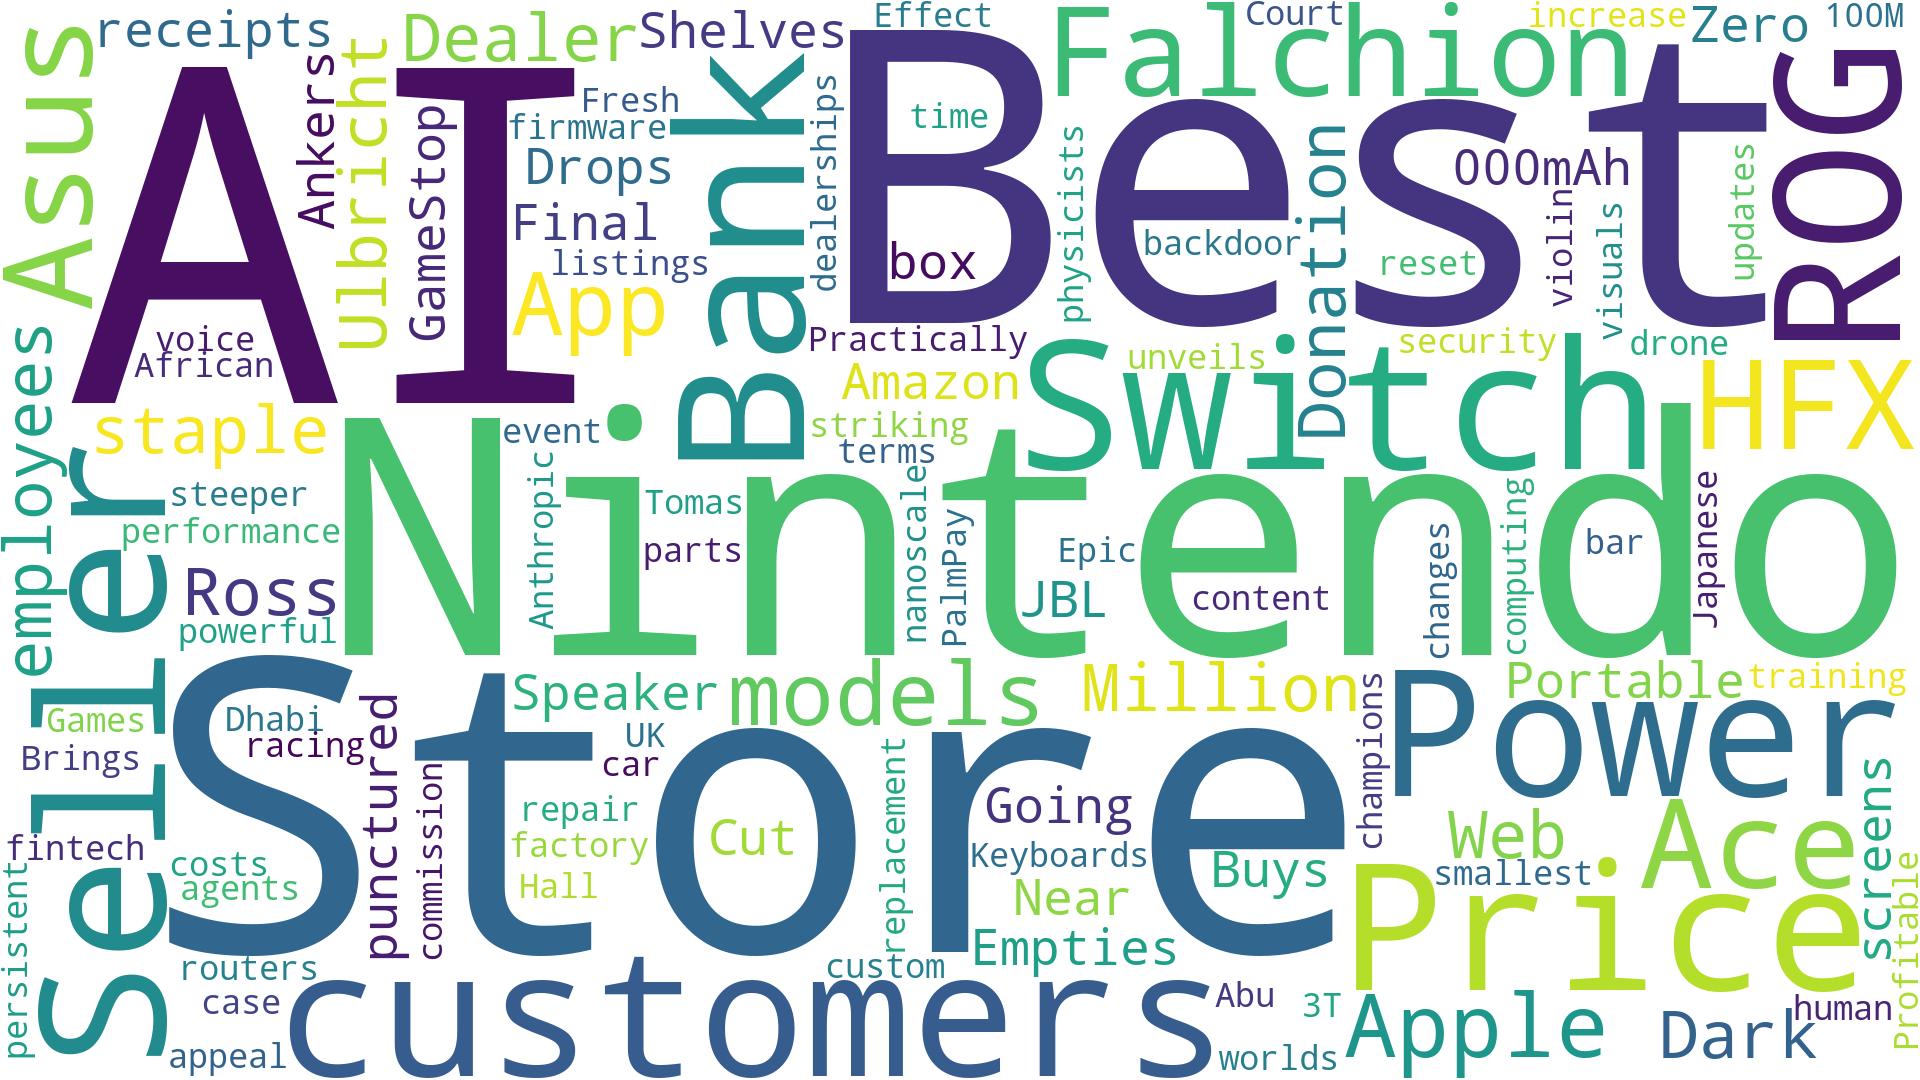 receipts
Dealer
Shelves
Effect
Court
increase
Zero
100M
Asus
Ankers
Ulbricht
GameStop
AI
Fresh
firmware
Drops
Final
listings
App
Bank
dealerships
Best
time
box
Falchion
physicists
backdoor
Donation
reset
000mAh
violin
visuals
updates
ROG
voice
African
Practically
unveils
security
drone
employees
staple
Amazon
striking
terms
Switch
HFX
event
steeper
performance
Nintendo
Anthropic
Tomas
parts
nanoscale
PalmPay
Epic
JBL
content
changes
computing
bar
Japanese
Seller
Ross
powerful
Games
Brings
Dhabi
racing
punctured
Speaker
models
Million
Portable
training
UK
car
Store
champions
Power
screens
commission
repair
factory
Hall
Cut
replacement
Going
Keyboards
Near
Buys
Empties
Web
Ace
smallest
Price
Profitable
fintech
costs
agents
persistent
routers
case
appeal
customers
custom
Abu
worlds
3T
Apple
Dark
human